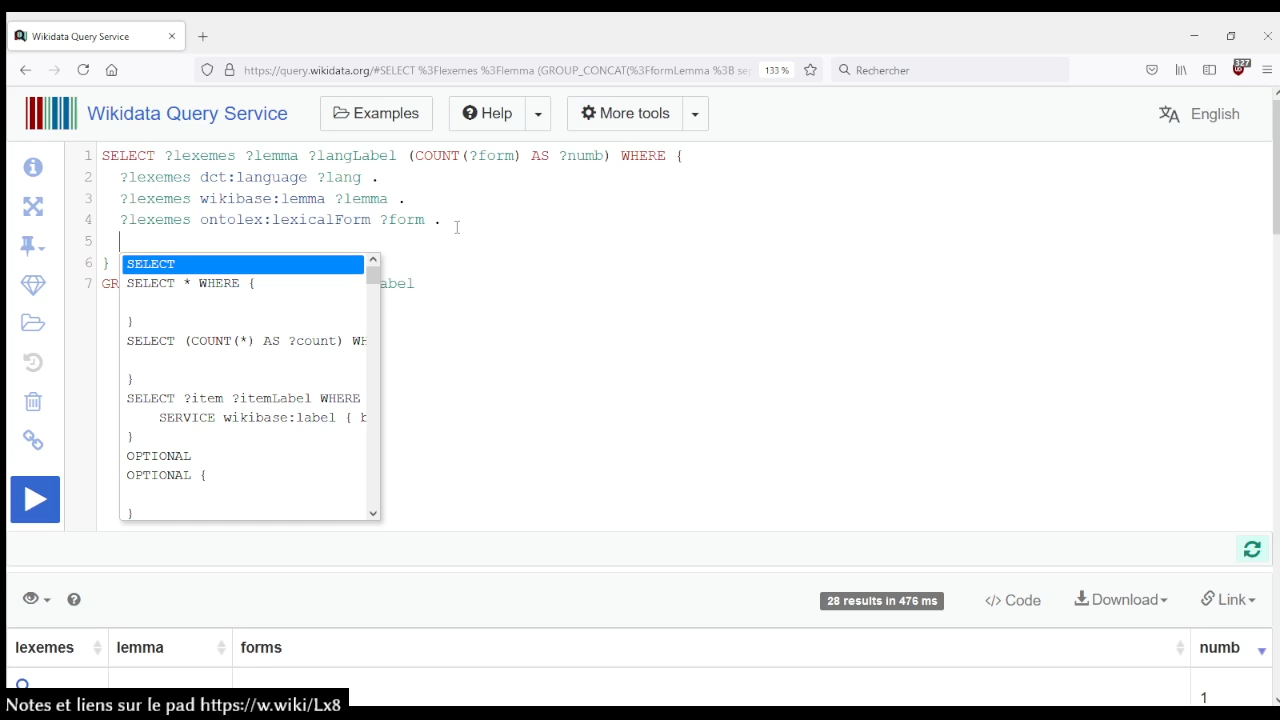 Wikidata Query Service
https://query.wikidata.org/#SELECT %3Flexemes %3Flemma (GROUP_CONCAT(%3FformLemma %3B se
133 %
Rechercher
327
Wikidata Query Service
Examples
Help
More tools
English
1 SELECT ?lexemes ?lemma ?langLabel (COUNT(?form) AS ?numb) WHERE {
2 ?lexemes dct:language ?lang .
3 ?lexemes wikibase:lemma ?lemma .
4 ?lexemes ontolex:lexicalForm ?form .
5
6 }
7 GR abel
SELECT
SELECT * WHERE {
}
SELECT (COUNT(*) AS ?count) WH
}
SELECT ?item ?itemLabel WHERE
SERVICE wikibase:label { b
}
OPTIONAL
OPTIONAL {
}
28 results in 476 ms
</> Code
Download
Link
lexemes lemma forms numb
1
Notes et liens sur le pad https://w.wiki/Lx8